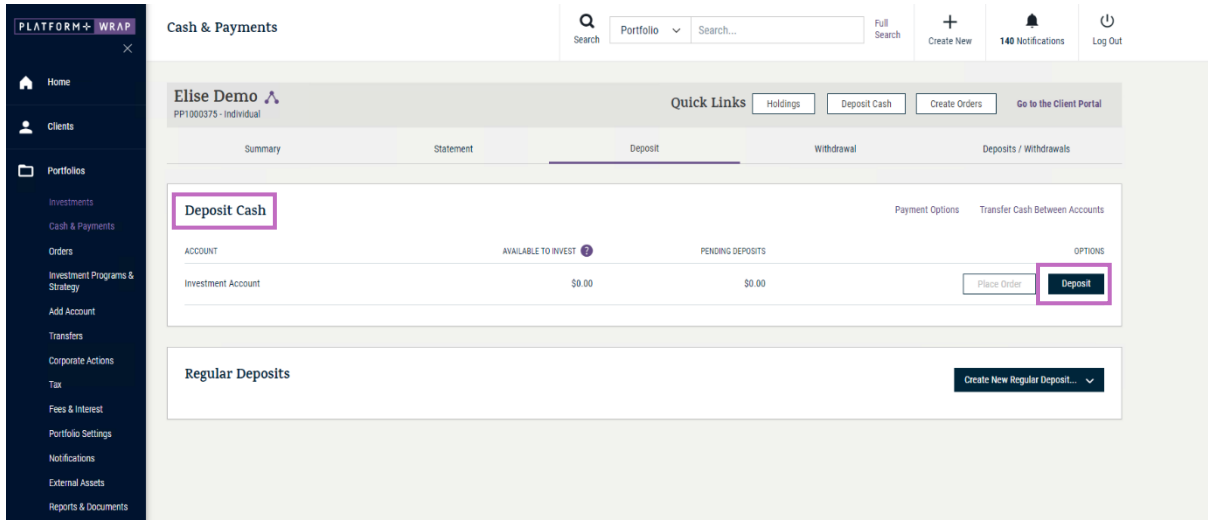 PLATFORM+ WRAP
Cash & Payments
Search
Portfolio
Search...
Full Search
Create New
140 Notifications
Log Out
Home
Clients
Portfolios
Investments
Cash & Payments
Orders
Investment Programs &
Strategy
Add Account
Transfers
Corporate Actions
Tax
Fees & Interest
Portfolio Settings
Notifications
External Assets
Reports & Documents
Elise Demo
PP1000375 - Individual
Quick Links
Holdings
Deposit Cash
Create Orders
Go to the Client Portal
Summary Statement Deposit Withdrawal Deposits / Withdrawals
Deposit Cash
Payment Options Transfer Cash Between Accounts
ACCOUNT AVAILABLE TO INVEST ? PENDING DEPOSITS OPTIONS
Investment Account $0.00 $0.00 Place Order Deposit
Regular Deposits
Create New Regular Deposit...